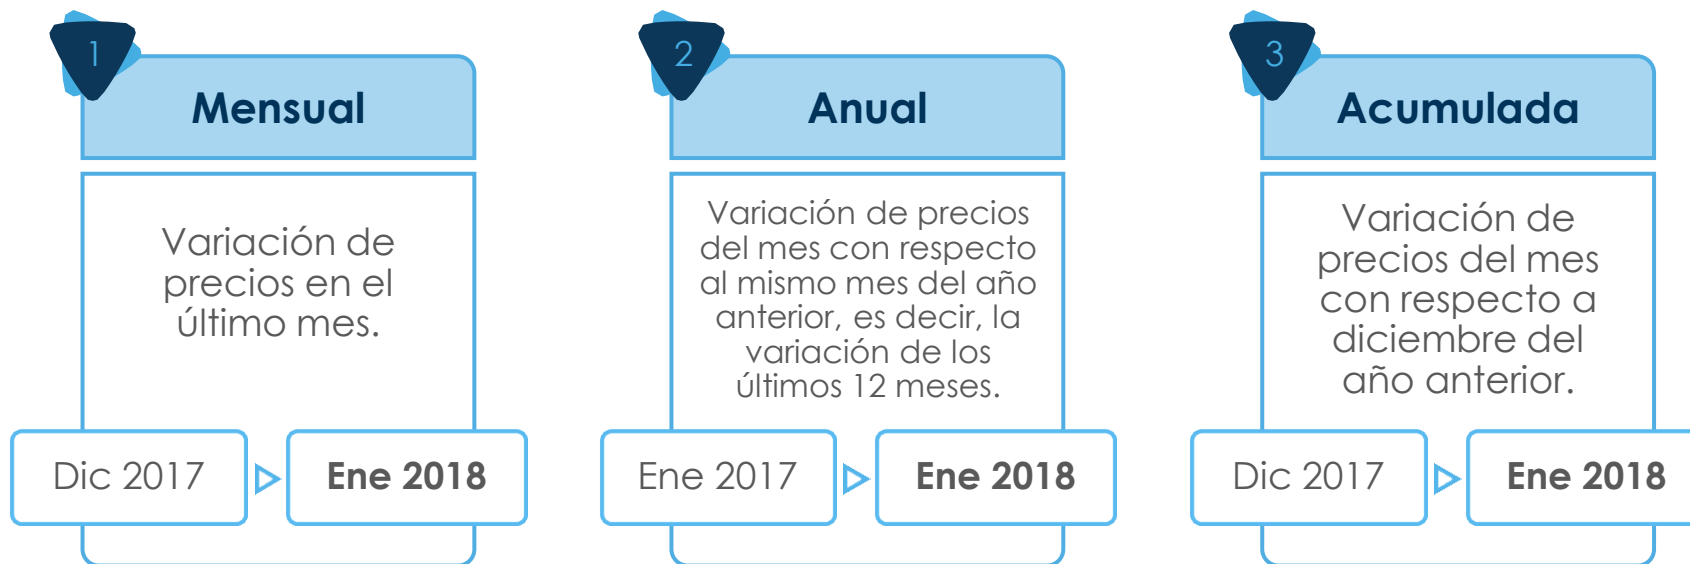 1
Mensual
Variación de
precios en el
último mes.
Dic 2017
Ene 2018
2
Anual
Variación de precios
del mes con respecto
al mismo mes del año
anterior, es decir, la
variación de los
últimos 12 meses.
Ene 2017
Ene 2018
3
Acumulada
Variación de
precios del mes
con respecto a
diciembre del
año anterior.
Dic 2017
Ene 2018